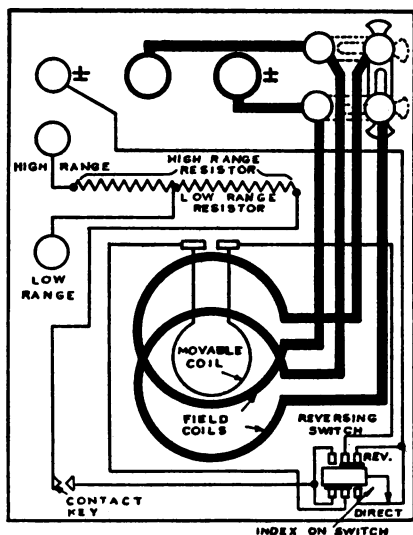 ±
±
HIGH RANGE
HIGH RANGE
RESISTOR
LOW RANGE
RESISTOR
LOW
RANGE
MOVABLE
COIL
FIELD
COILS
REVERSING
SWITCH
REV.
CONTACT
KEY
DIRECT
INDEX ON SWITCH